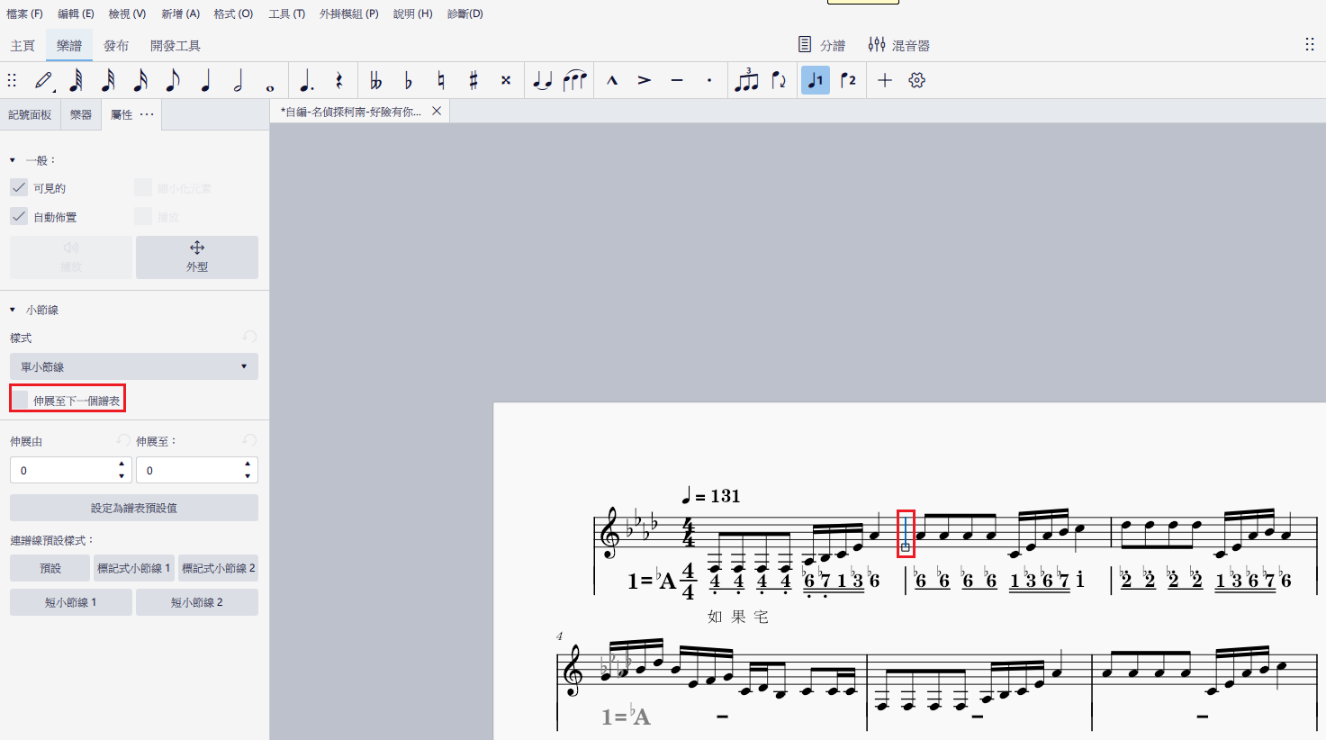 檔案 (F) 編輯 (E) 檢視 (V) 新增 (A) 格式 (O) 工具 (T) 外掛模組 (P) 說明 (H) 診斷(D)
主頁 樂譜 發布 開發工具 分譜 混音器
3 1 2
記號面板 樂器 屬性 ··· *自編-名偵探柯南-好險有你...
一般：
可見的 縮小化元素
自動佈置 播放
播放 外型
小節線
樣式
單小節線
伸展至下一個譜表
伸展由 伸展至：
0 0
設定為譜表預設值
連譜線預設樣式：
預設 標記式小節線 1 標記式小節線 2
短小節線 1 短小節線 2
♩= 131
4 4
1=♭A 4/4 4 4 4 4 ♭6 ♭7 1 ♭3 ♭6 ♭6 ♭6 ♭6 ♭6 1 ♭3 ♭6 ♭7 1 ♭2 ♭2 ♭2 ♭2 1 ♭3 ♭6 ♭7 ♭6
如 果 宅
4
1=♭A - - -